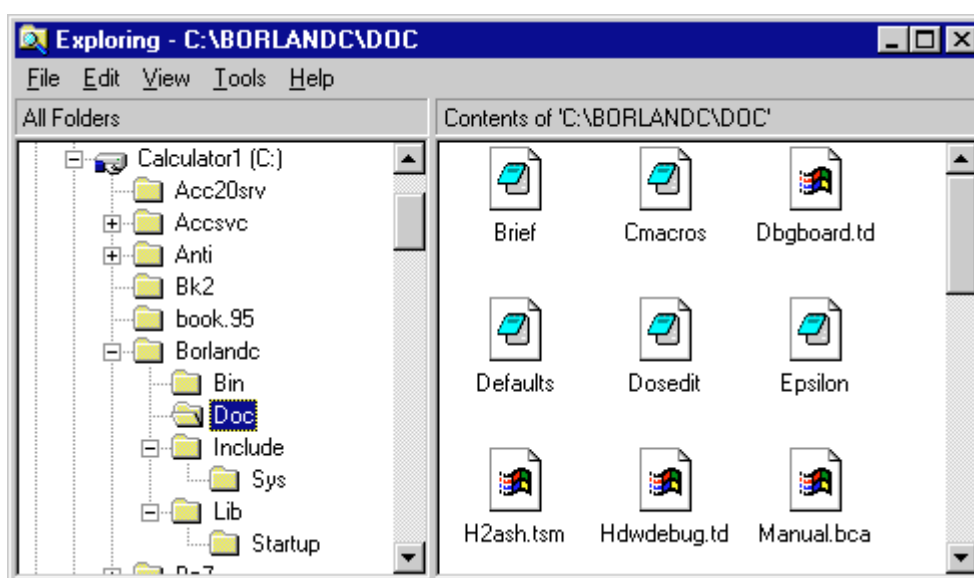 Exploring - C:\BORLANDC\DOC
File Edit View Tools Help
All Folders
Contents of 'C:\BORLANDC\DOC'
Calculator1 (C:)
Acc20srv
Accsvc
Anti
Bk2
book.95
Borlandc
Bin
Doc
Include
Sys
Lib
Startup
Brief Cmacros Dbgboard.td
Defaults Dosedit Epsilon
H2ash.tsm Hdwdebug.td Manual.bca